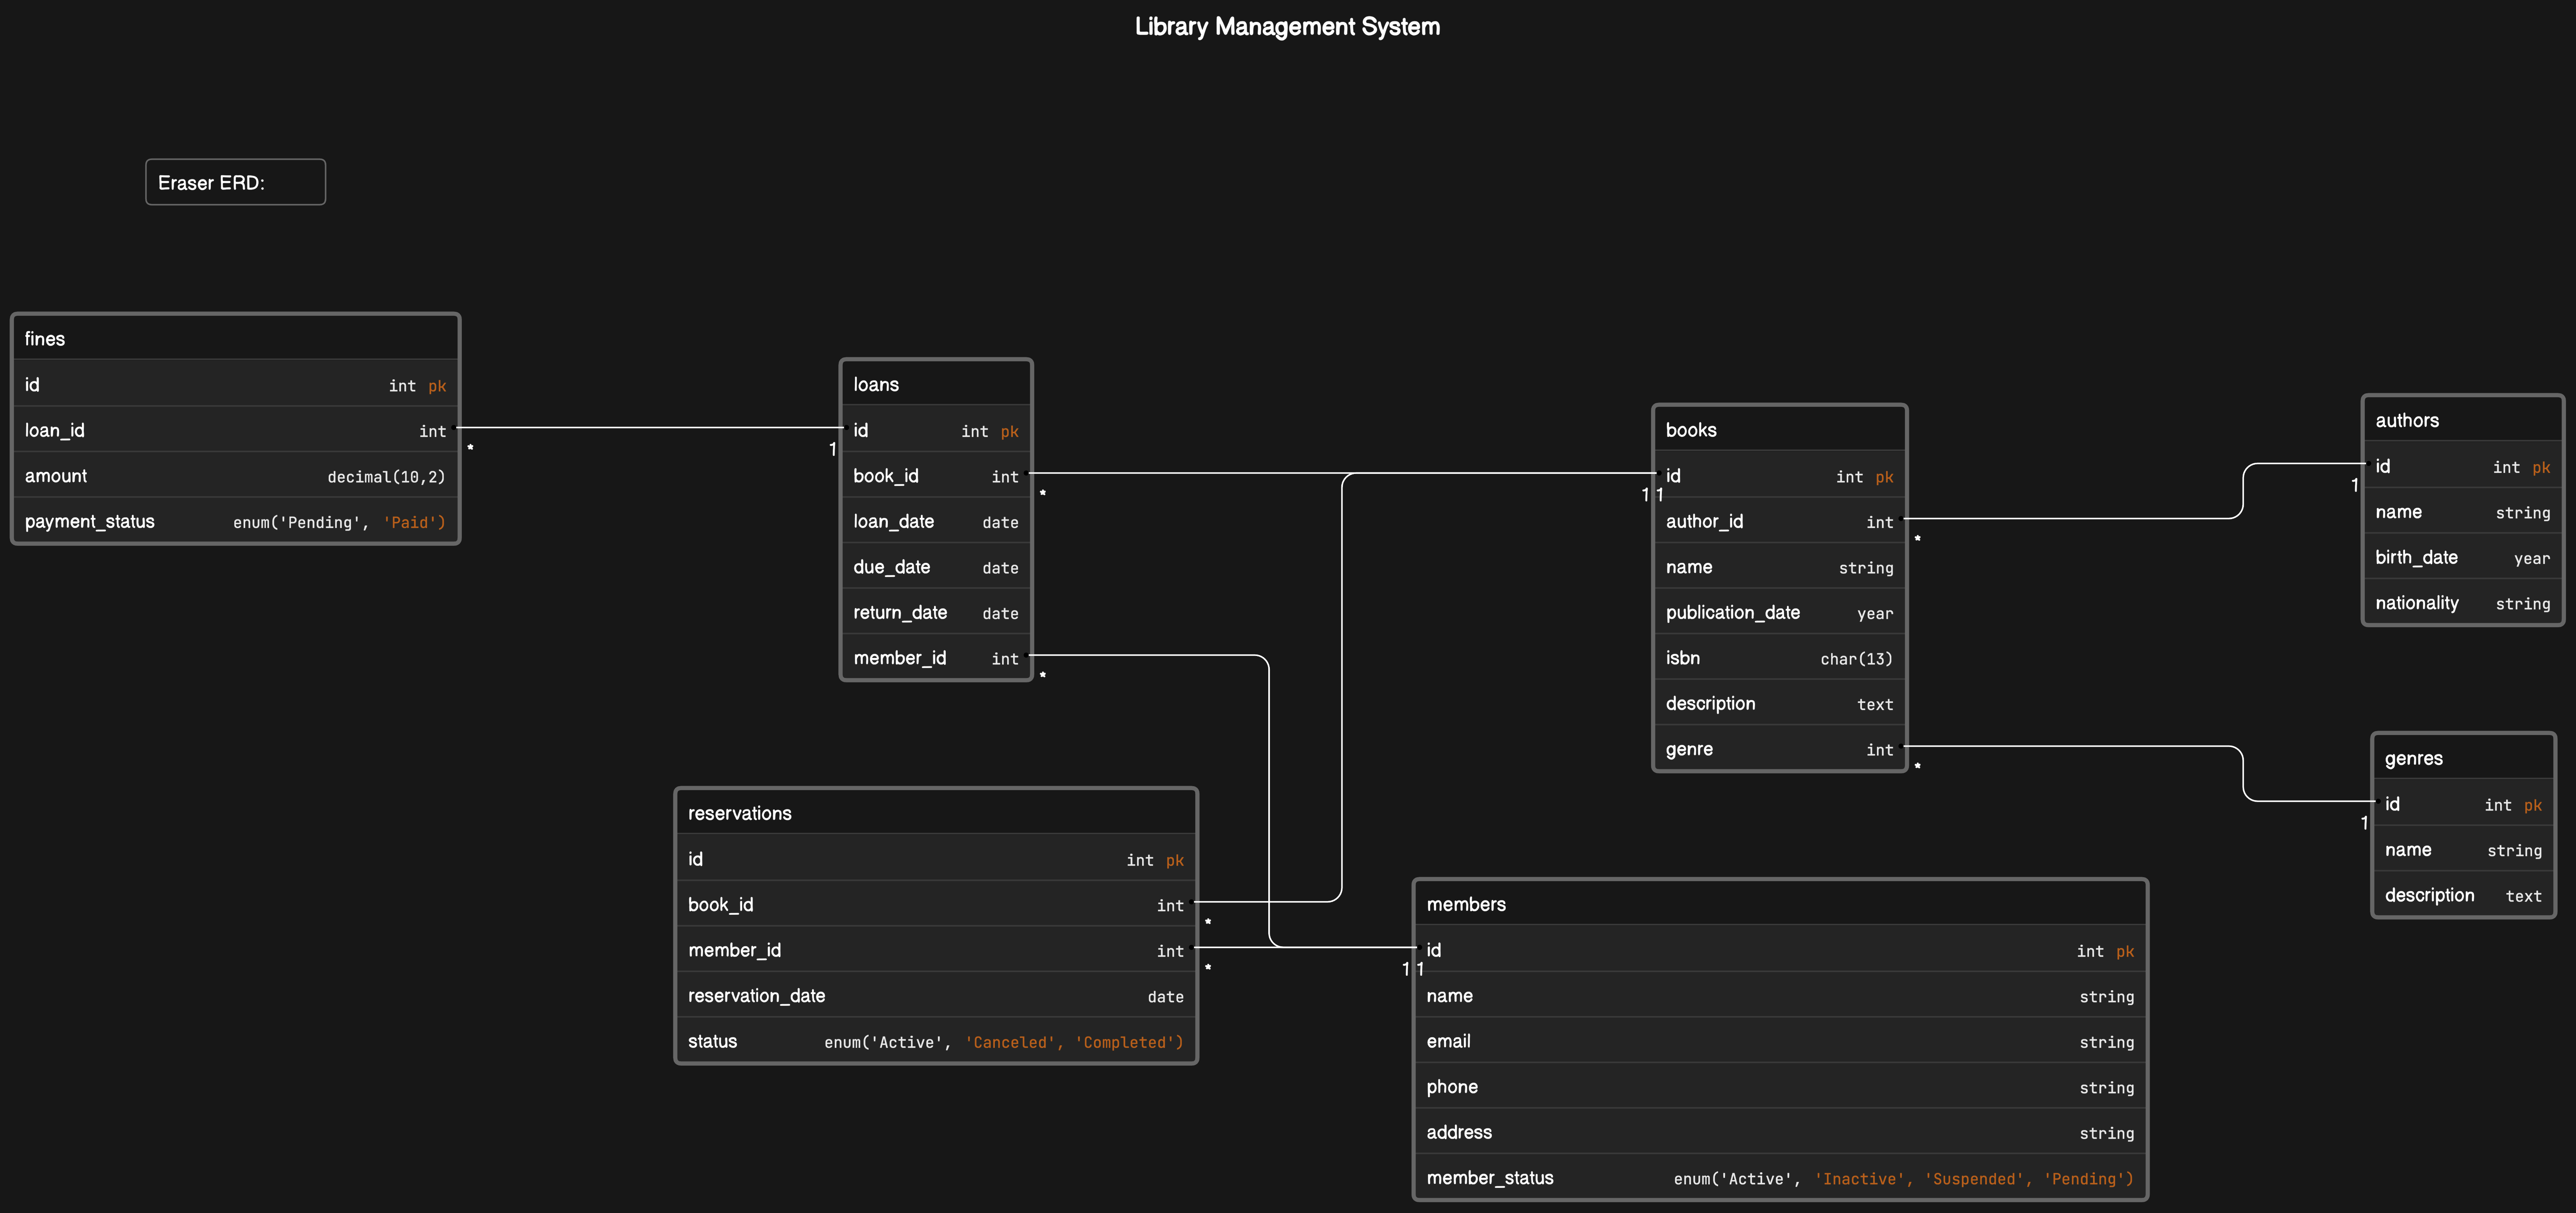 Library Management System
Eraser ERD:
fines
id int pk
loan_id int
amount decimal(10,2)
payment_status enum('Pending', 'Paid')
*
1
loans
id int pk
book_id int
loan_date date
due_date date
return_date date
member_id int
*
*
reservations
id int pk
book_id int
member_id int
reservation_date date
status enum('Active', 'Canceled', 'Completed')
*
*
1 1
books
id int pk
author_id int
name string
publication_date year
isbn char(13)
description text
genre int
*
*
1 1
members
id int pk
name string
email string
phone string
address string
member_status enum('Active', 'Inactive', 'Suspended', 'Pending')
1
authors
id int pk
name string
birth_date year
nationality string
1
genres
id int pk
name string
description text